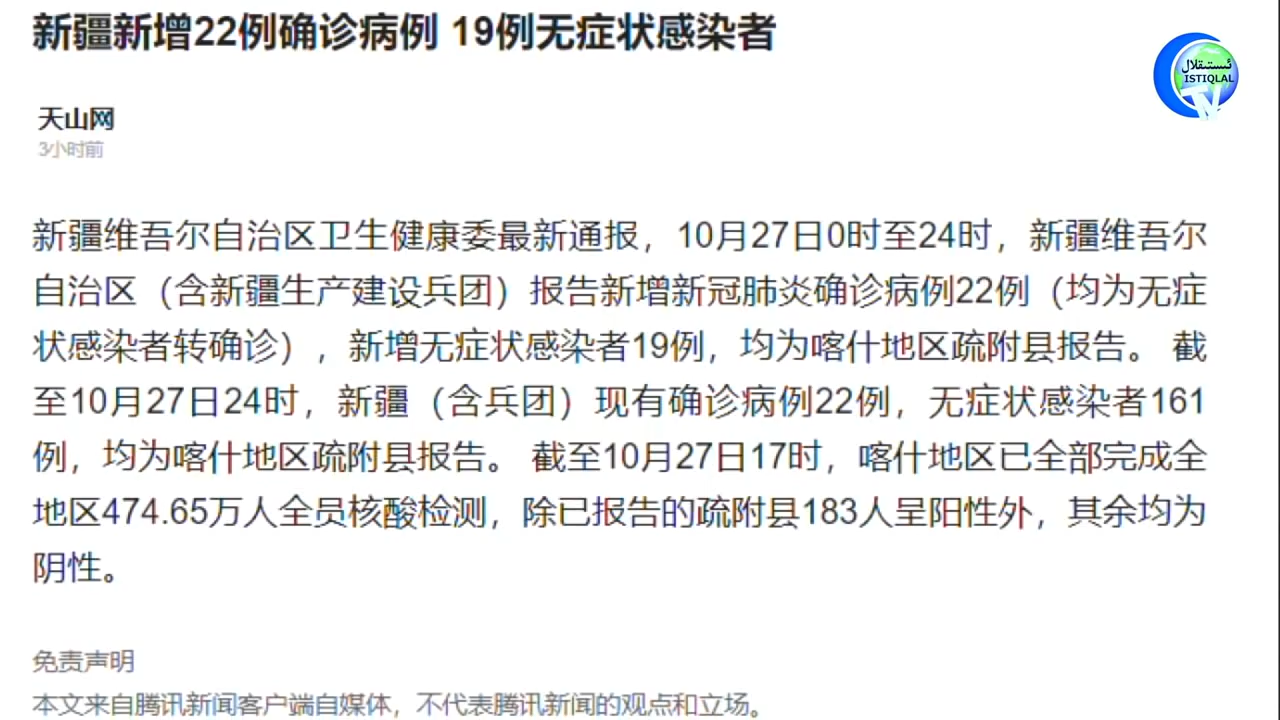 新疆新增22例确诊病例 19例无症状感染者
ئىستىقلال
ISTIQLAL
TV
天山网
3小时前
新疆维吾尔自治区卫生健康委最新通报，10月27日0时至24时，新疆维吾尔
自治区（含新疆生产建设兵团）报告新增新冠肺炎确诊病例22例（均为无症
状感染者转确诊），新增无症状感染者19例，均为喀什地区疏附县报告。 截
至10月27日24时，新疆（含兵团）现有确诊病例22例，无症状感染者161
例，均为喀什地区疏附县报告。 截至10月27日17时，喀什地区已全部完成全
地区474.65万人全员核酸检测，除已报告的疏附县183人呈阳性外，其余均为
阴性。
免责声明
本文来自腾讯新闻客户端自媒体，不代表腾讯新闻的观点和立场。